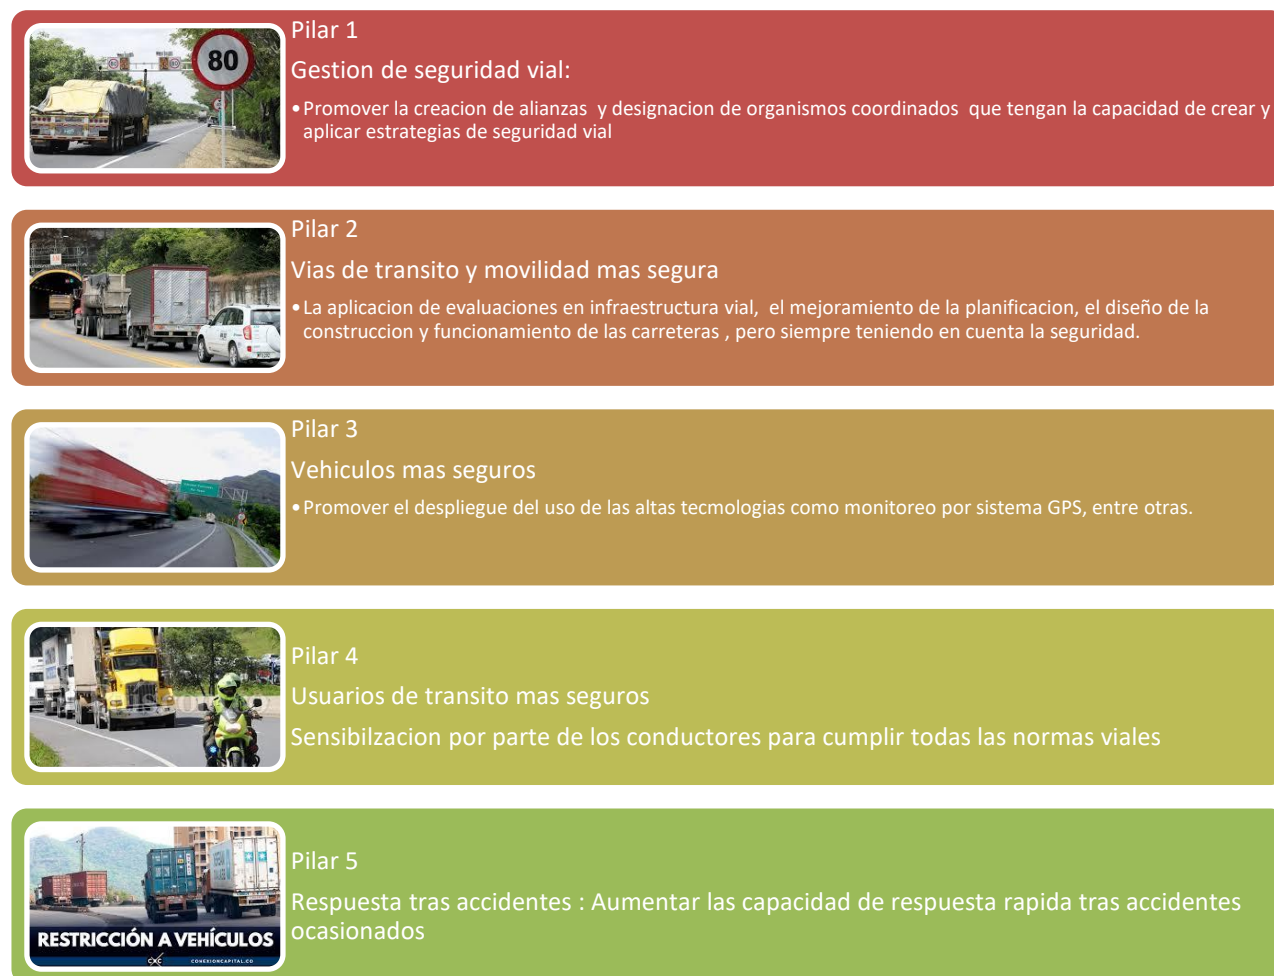 80
Pilar 1
Gestion de seguridad vial:
•Promover la creacion de alianzas  y designacion de organismos coordinados  que tengan la capacidad de crear y
aplicar estrategias de seguridad vial
Pilar 2
Vias de transito y movilidad mas segura
•La aplicacion de evaluaciones en infraestructura vial,  el mejoramiento de la planificacion, el diseño de la
construccion y funcionamiento de las carreteras , pero siempre teniendo en cuenta la seguridad.
Pilar 3
Vehiculos mas seguros
•Promover el despliegue del uso de las altas tecmologias como monitoreo por sistema GPS, entre otras.
Pilar 4
Usuarios de transito mas seguros
Sensibilzacion por parte de los conductores para cumplir todas las normas viales
Pilar 5
Respuesta tras accidentes : Aumentar las capacidad de respuesta rapida tras accidentes
ocasionados
RESTRICCIÓN A VEHÍCULOS
CXC CONEXIONCAPITAL.CO